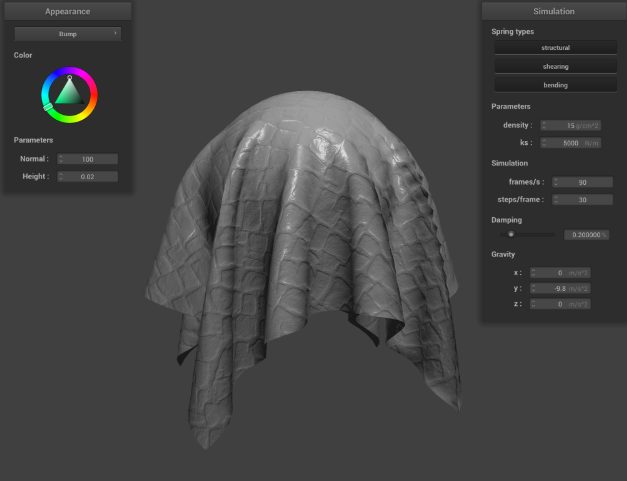 Appearance
Bump
Color
Parameters
Normal : 100
Height : 0.02
Simulation
Spring types
structural
shearing
bending
Parameters
density : 15 g/cm^2
ks : 5000 N/m
Simulation
frames/s : 90
steps/frame : 30
Damping
0.200000 %
Gravity
x : 0 m/s^2
y : -9.8 m/s^2
z : 0 m/s^2